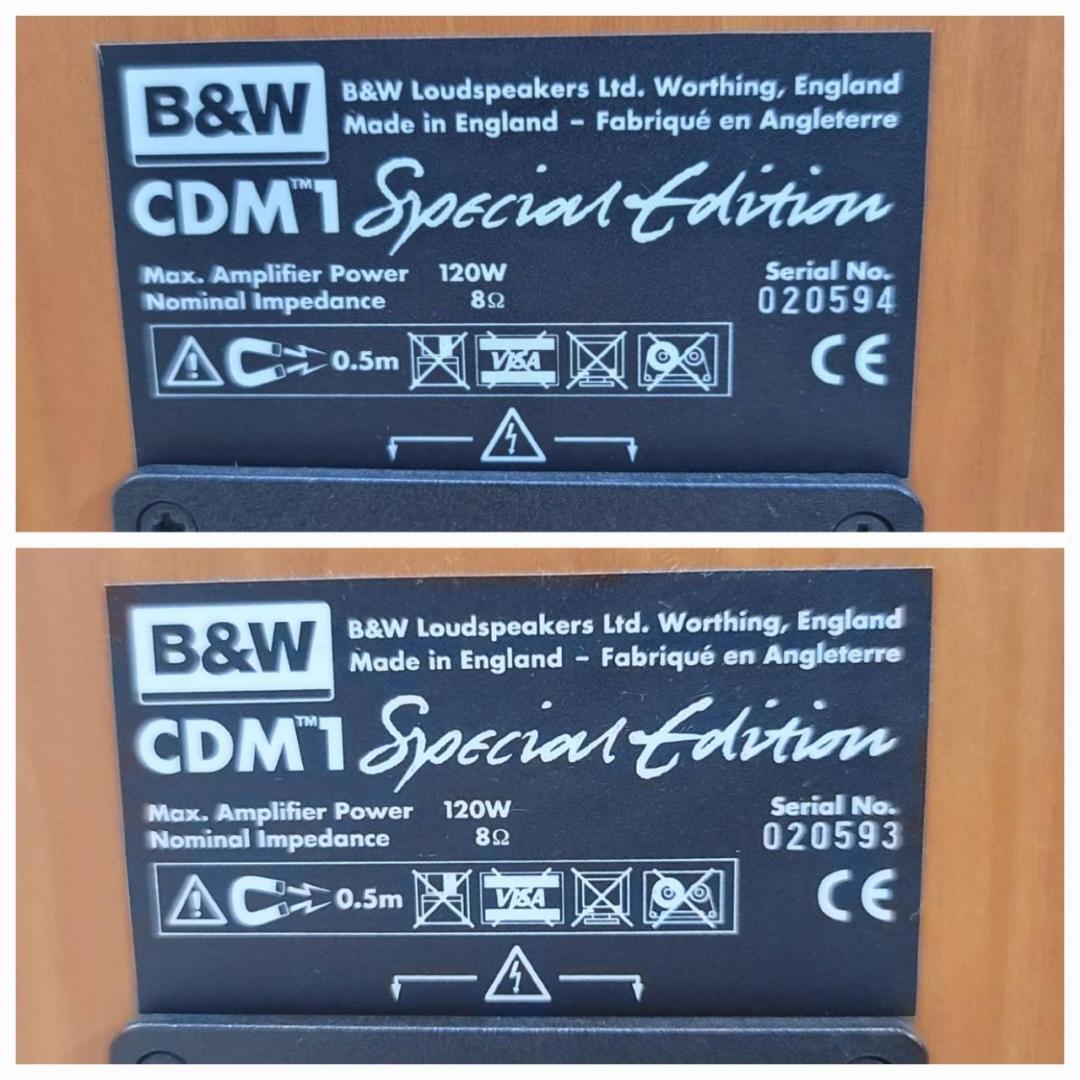 B&W
B&W Loudspeakers Ltd. Worthing, England
Made in England – Fabriqué en Angleterre
CDM™1 Special Edition
Max. Amplifier Power 120W
Nominal Impedance 8Ω
Serial No.
020594
0.5m
VISA
CE
B&W
B&W Loudspeakers Ltd. Worthing, England
Made in England – Fabriqué en Angleterre
CDM™1 Special Edition
Max. Amplifier Power 120W
Nominal Impedance 8Ω
Serial No.
020593
0.5m
VISA
CE